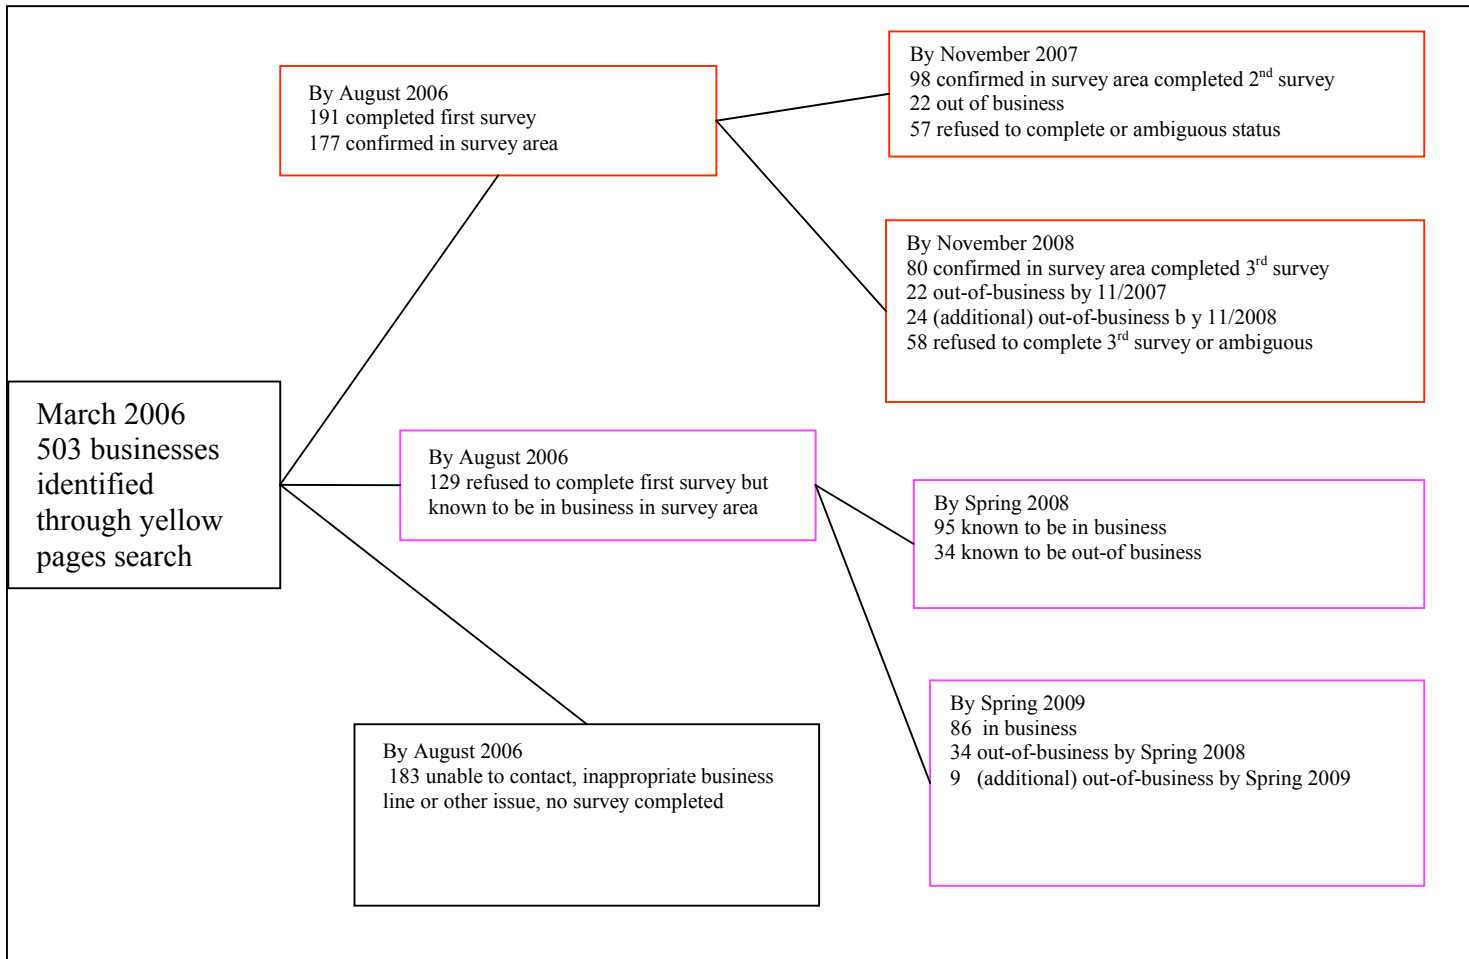 March 2006
503 businesses
identified
through yellow
pages search
By August 2006
191 completed first survey
177 confirmed in survey area
By November 2007
98 confirmed in survey area completed 2nd survey
22 out of business
57 refused to complete or ambiguous status
By November 2008
80 confirmed in survey area completed 3rd survey
22 out-of-business by 11/2007
24 (additional) out-of-business b y 11/2008
58 refused to complete 3rd survey or ambiguous
By August 2006
129 refused to complete first survey but
known to be in business in survey area
By Spring 2008
95 known to be in business
34 known to be out-of business
By Spring 2009
86 in business
34 out-of-business by Spring 2008
9 (additional) out-of-business by Spring 2009
By August 2006
183 unable to contact, inappropriate business
line or other issue, no survey completed